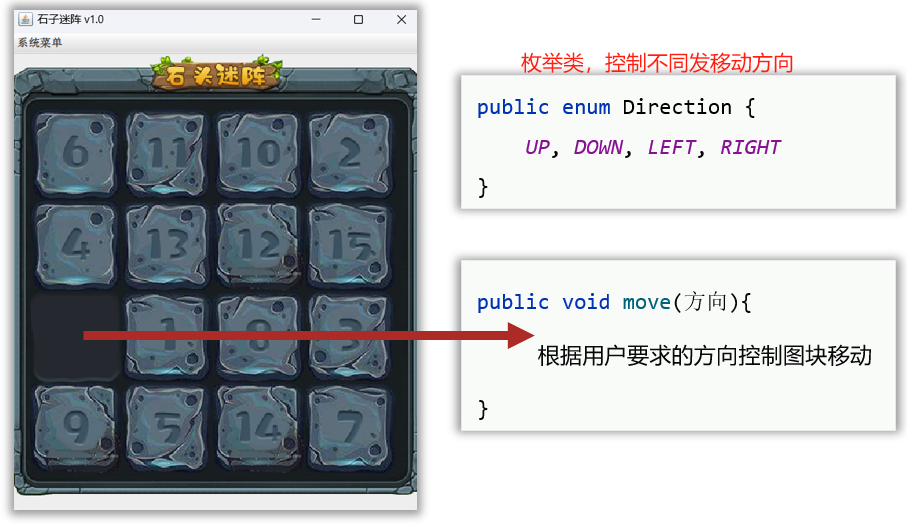 石子迷阵 v1.0
系统菜单
石头迷阵
6 11 10 2
4 13 12 15
1 8 3
9 5 14 7
枚举类，控制不同发移动方向
public enum Direction {
UP, DOWN, LEFT, RIGHT
}
public void move(方向){
根据用户要求的方向控制图块移动
}